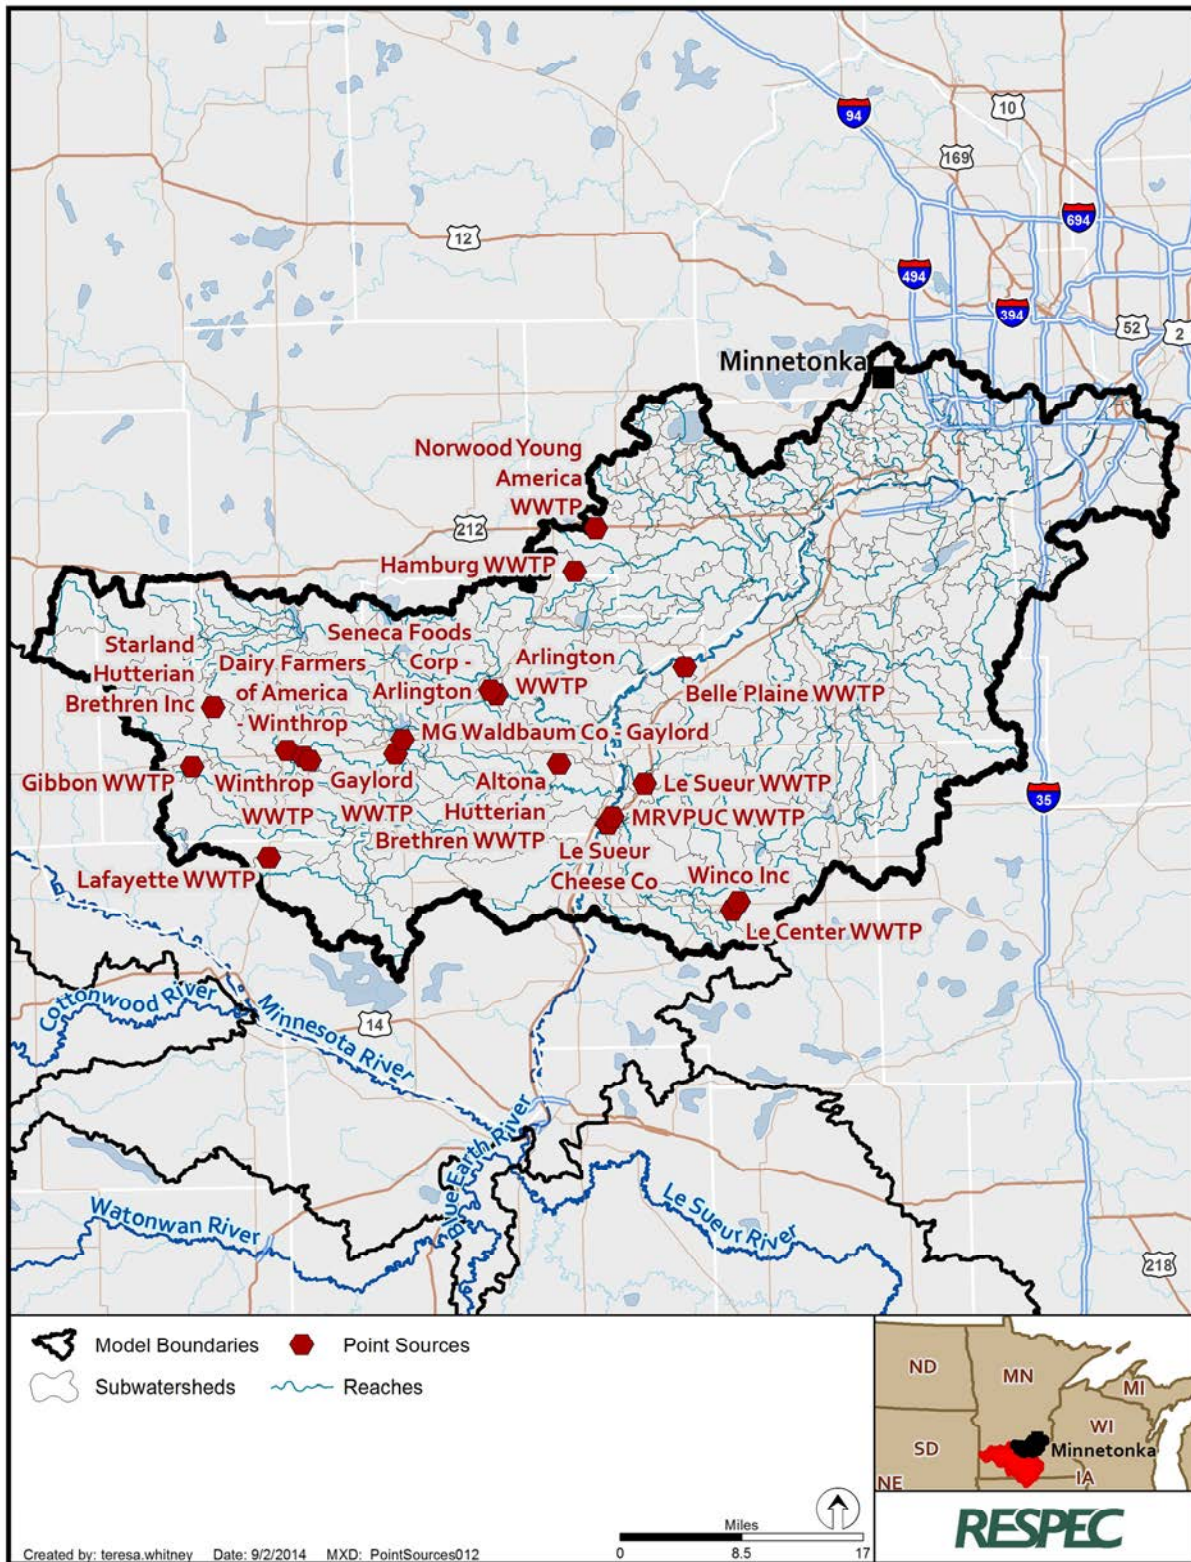 94
10
169
694
12
494
394
52
2
Minnetonka
Norwood Young
America
WWTP
212
Hamburg WWTP
Starland
Hutterian
Brethren Inc
Dairy Farmers
of America
- Winthrop
Seneca Foods
Corp -
Arlington
Arlington
WWTP
Belle Plaine WWTP
MG Waldbaum Co - Gaylord
Gibbon WWTP
Winthrop
WWTP
Gaylord
WWTP
Altona
Hutterian
Brethren WWTP
Le Sueur WWTP
MRVPUC WWTP
35
Le Sueur
Cheese Co
Winco Inc
Lafayette WWTP
Le Center WWTP
Cottonwood River
Minnesota River
14
Blue Earth River
Le Sueur River
Watonwan River
218
Model Boundaries
Point Sources
Subwatersheds
Reaches
ND
MN
MI
WI
SD
Minnetonka
NE
IA
Miles
0
8.5
17
Created by: teresa.whitney Date: 9/2/2014 MXD: PointSources012
RESPEC